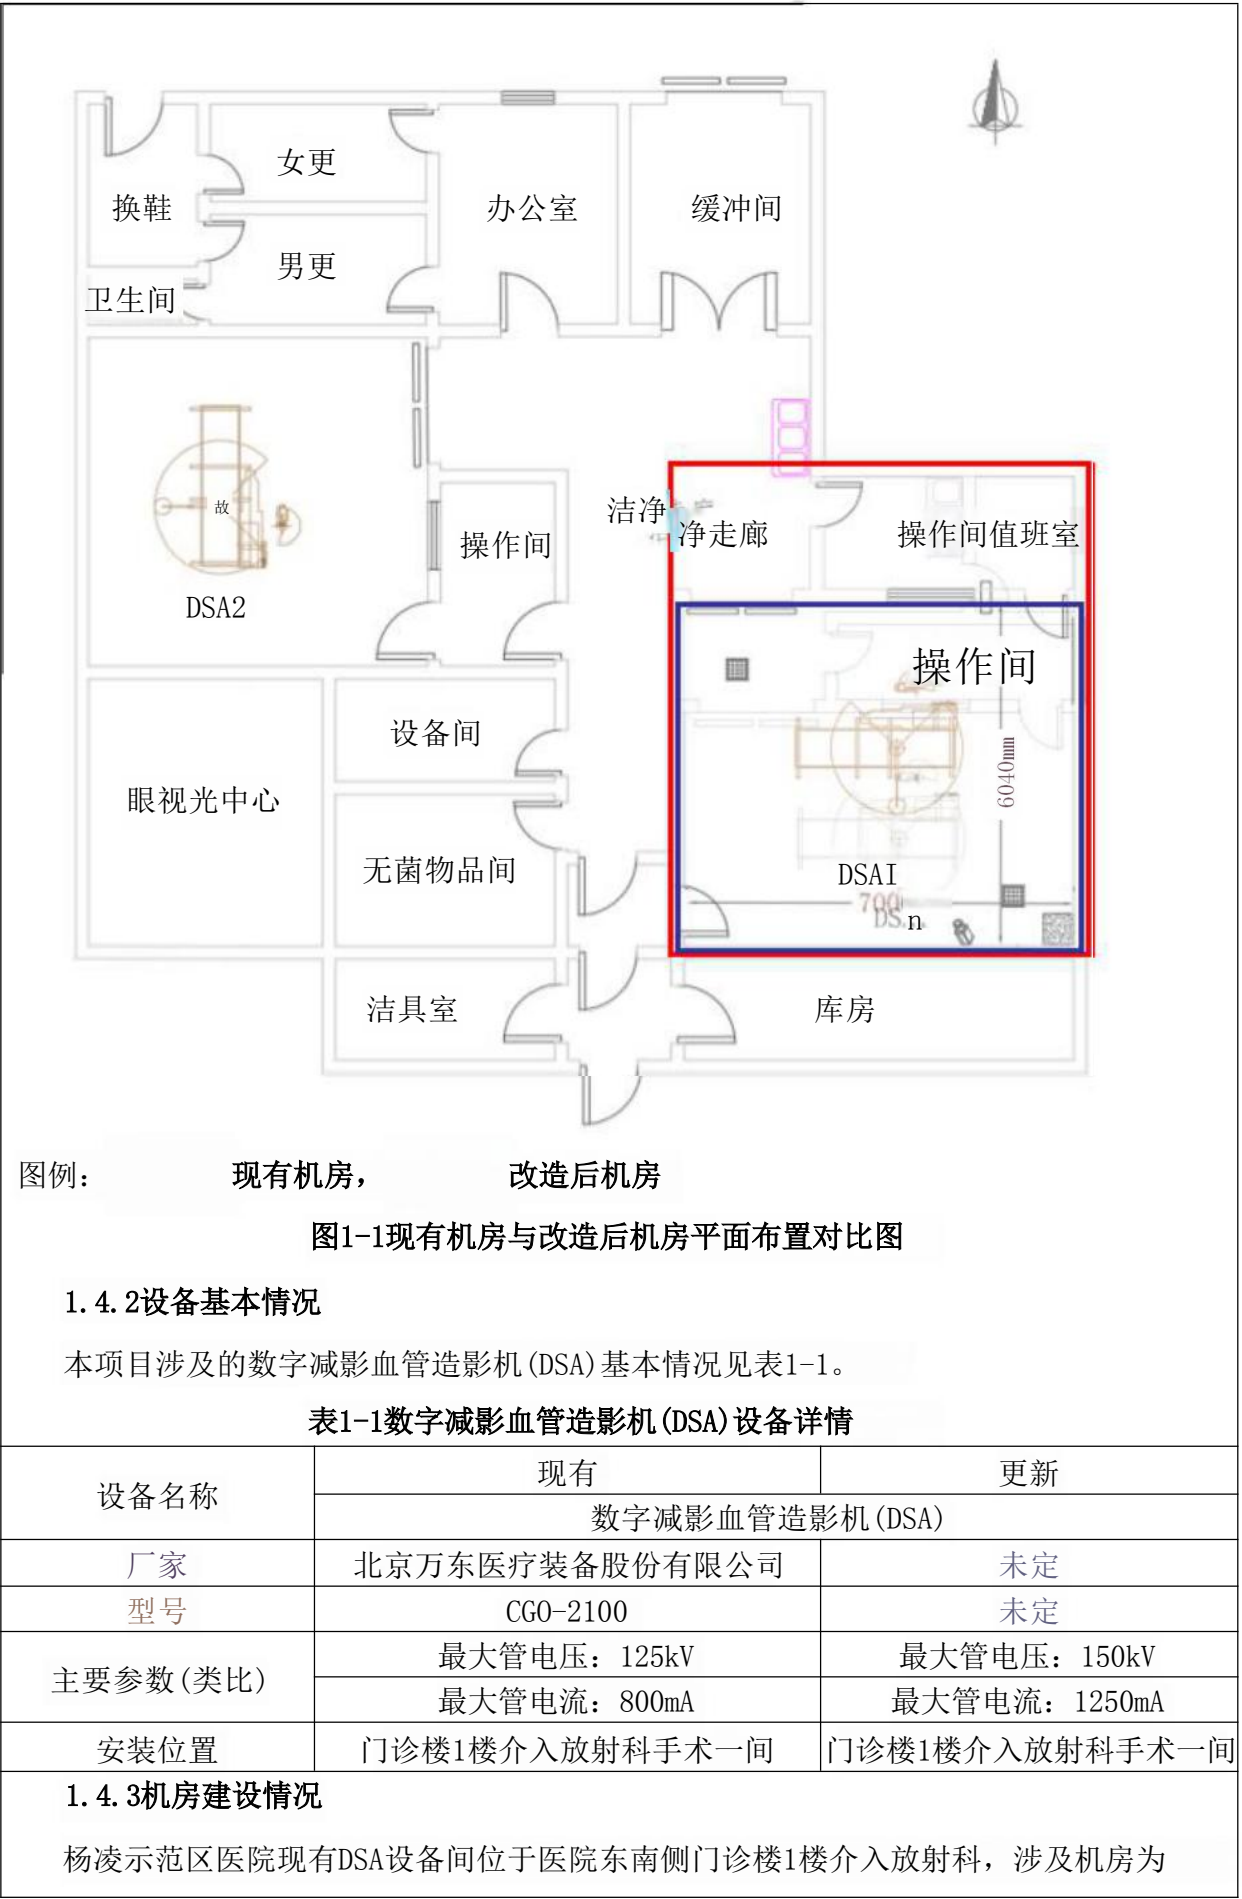 女更
换鞋
办公室
缓冲间
男更
卫生间
故
洁净
净走廊
操作间值班室
操作间
DSA2
操作间
设备间
6040mm
眼视光中心
无菌物品间
DSAI
700
DS.
n
洁具室
库房
图例:
现有机房,
改造后机房
图1-1现有机房与改造后机房平面布置对比图
1.4.2设备基本情况
本项目涉及的数字减影血管造影机(DSA)基本情况见表1-1。
表1-1数字减影血管造影机(DSA)设备详情
设备名称 现有 更新
数字减影血管造影机(DSA)
厂家 北京万东医疗装备股份有限公司 未定
型号 CGO-2100 未定
主要参数(类比) 最大管电压：125kV 最大管电压：150kV
最大管电流：800mA 最大管电流：1250mA
安装位置 门诊楼1楼介入放射科手术一间 门诊楼1楼介入放射科手术一间
1.4.3机房建设情况
杨凌示范区医院现有DSA设备间位于医院东南侧门诊楼1楼介入放射科，涉及机房为